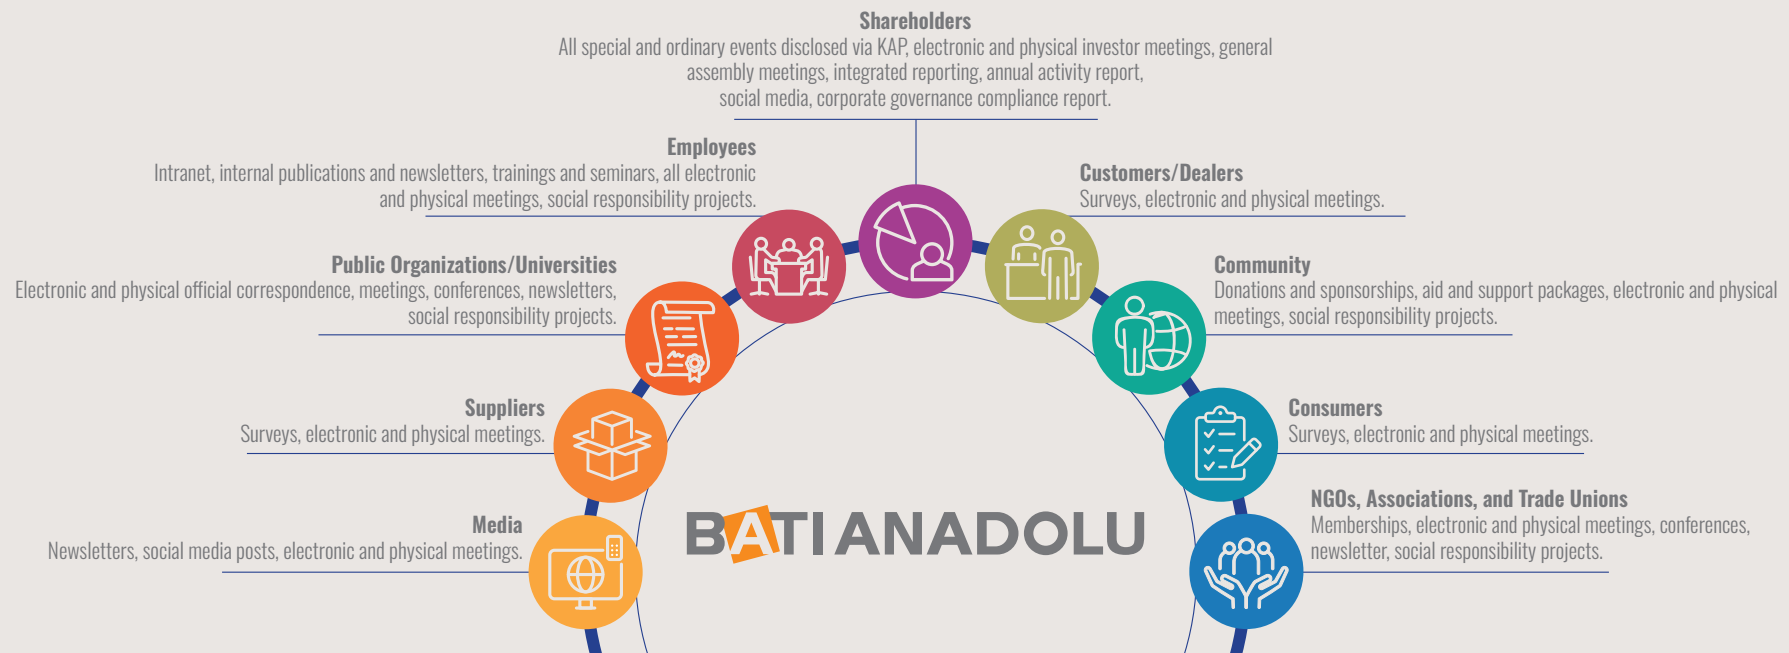 Shareholders
All special and ordinary events disclosed via KAP, electronic and physical investor meetings, general
assembly meetings, integrated reporting, annual activity report,
social media, corporate governance compliance report.
Employees
Intranet, internal publications and newsletters, trainings and seminars, all electronic
and physical meetings, social responsibility projects.
Customers/Dealers
Surveys, electronic and physical meetings.
Public Organizations/Universities
Electronic and physical official correspondence, meetings, conferences, newsletters,
social responsibility projects.
Community
Donations and sponsorships, aid and support packages, electronic and physical
meetings, social responsibility projects.
Suppliers
Surveys, electronic and physical meetings.
Consumers
Surveys, electronic and physical meetings.
Media
Newsletters, social media posts, electronic and physical meetings.
BATI ANADOLU
NGOs, Associations, and Trade Unions
Memberships, electronic and physical meetings, conferences,
newsletter, social responsibility projects.